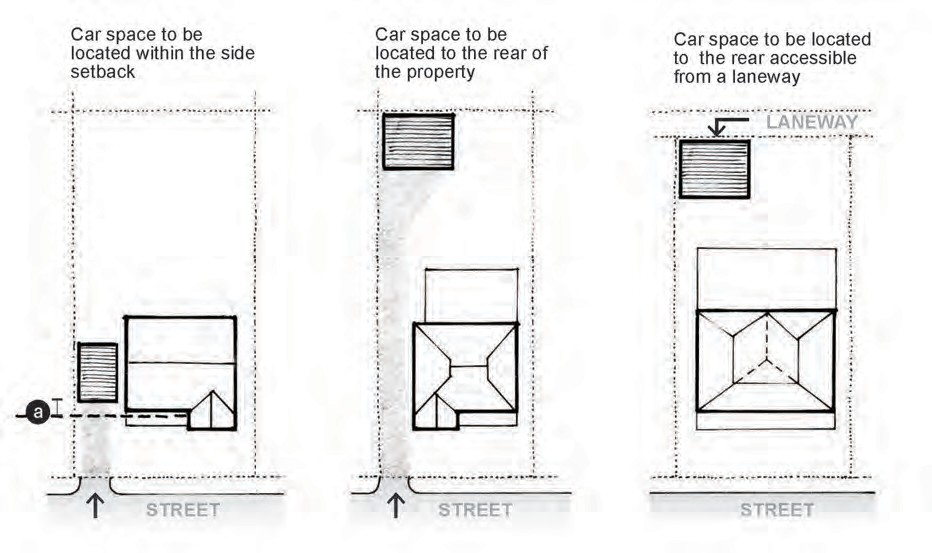 Car space to be
located within the side
setback
Car space to be
located to the rear of
the property
Car space to be located
to the rear accessible
from a laneway
LANEWAY
a
STREET
STREET
STREET